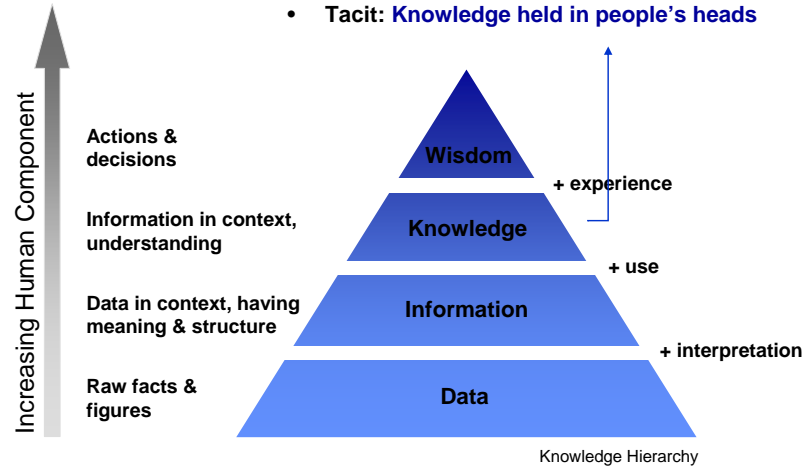 • Tacit: Knowledge held in people's heads
Increasing Human Component
Actions &
decisions
Wisdom
+ experience
Information in context,
understanding
Knowledge
+ use
Data in context, having
meaning & structure
Information
+ interpretation
Raw facts &
figures
Data
Knowledge Hierarchy